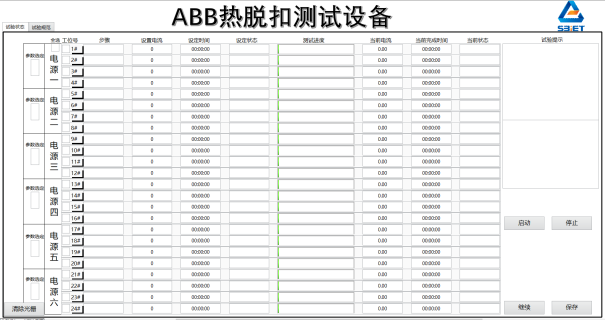 ABB热脱扣测试设备
SBJET
试验状态 试验规范
全选 工位号 步骤 设置电流 设定时间 设定状态 测试进度 当前电流 当前完成时间 当前状态 试验提示
参数选定 电源一
1# 0 00:00:00 0.00 00:00:00
2# 0 00:00:00 0.00 00:00:00
3# 0 00:00:00 0.00 00:00:00
4# 0 00:00:00 0.00 00:00:00
参数选定 电源二
5# 0 00:00:00 0.00 00:00:00
6# 0 00:00:00 0.00 00:00:00
7# 0 00:00:00 0.00 00:00:00
8# 0 00:00:00 0.00 00:00:00
参数选定 电源三
9# 0 00:00:00 0.00 00:00:00
10# 0 00:00:00 0.00 00:00:00
11# 0 00:00:00 0.00 00:00:00
12# 0 00:00:00 0.00 00:00:00
参数选定 电源四
13# 0 00:00:00 0.00 00:00:00
14# 0 00:00:00 0.00 00:00:00
15# 0 00:00:00 0.00 00:00:00
16# 0 00:00:00 0.00 00:00:00
参数选定 电源五
17# 0 00:00:00 0.00 00:00:00
18# 0 00:00:00 0.00 00:00:00
19# 0 00:00:00 0.00 00:00:00
20# 0 00:00:00 0.00 00:00:00
参数选定 电源六
21# 0 00:00:00 0.00 00:00:00
22# 0 00:00:00 0.00 00:00:00
23# 0 00:00:00 0.00 00:00:00
24# 0 00:00:00 0.00 00:00:00
启动 停止
继续 保存
清除光栅